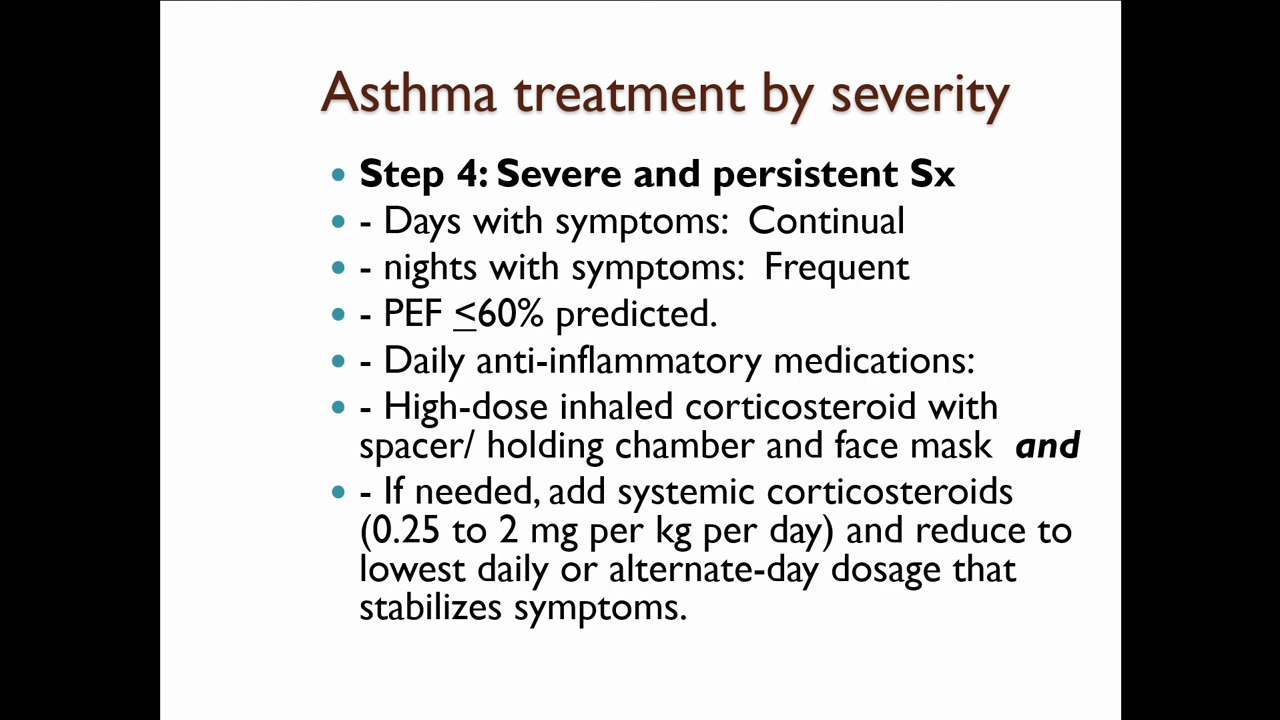 Asthma treatment by severity
• Step 4: Severe and persistent Sx
• - Days with symptoms:  Continual
• - nights with symptoms:  Frequent
• - PEF <60% predicted.
• - Daily anti-inflammatory medications:
• - High-dose inhaled corticosteroid with
spacer/ holding chamber and face mask  and
• - If needed, add systemic corticosteroids
(0.25 to 2 mg per kg per day) and reduce to
lowest daily or alternate-day dosage that
stabilizes symptoms.